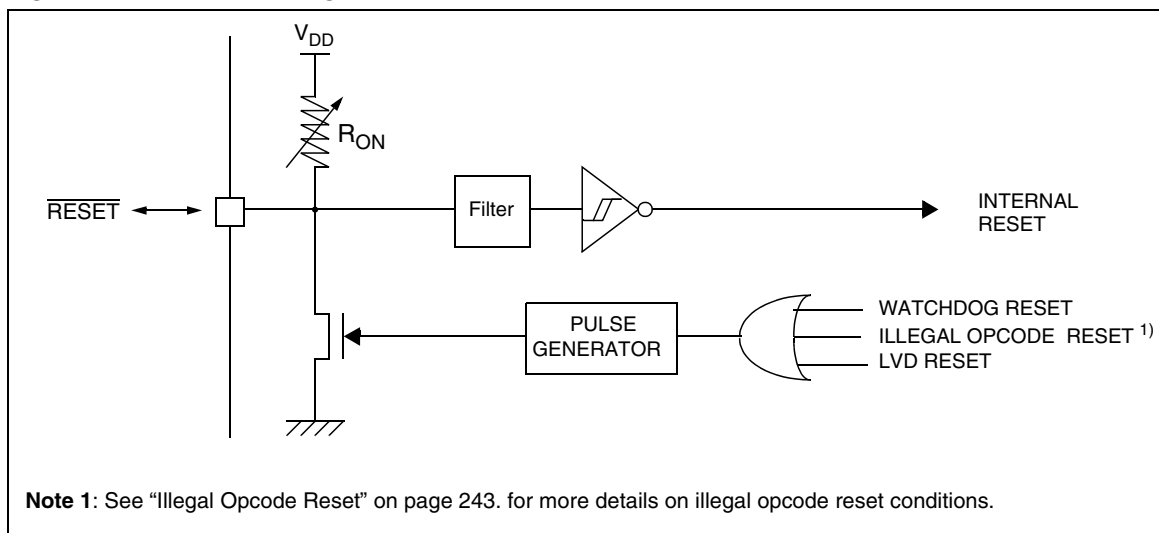 VDD
RON
RESET
Filter
INTERNAL
RESET
WATCHDOG RESET
ILLEGAL OPCODE RESET 1)
LVD RESET
PULSE
GENERATOR
Note 1: See “Illegal Opcode Reset” on page 243. for more details on illegal opcode reset conditions.